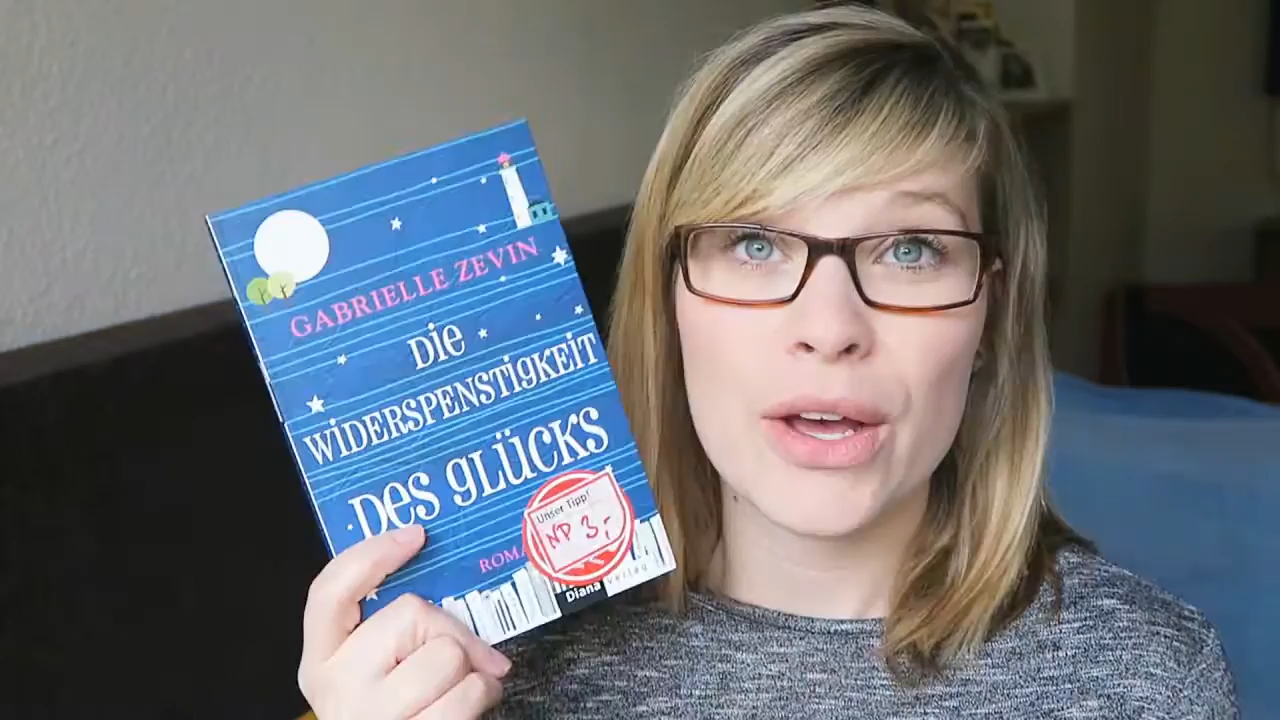 GABRIELLE ZEVIN
Die
WiDERSPENSTiGKEiT
DES GLÜCKS
Unser Tipp!
NP 3,-
ROMA
Diana Verlag